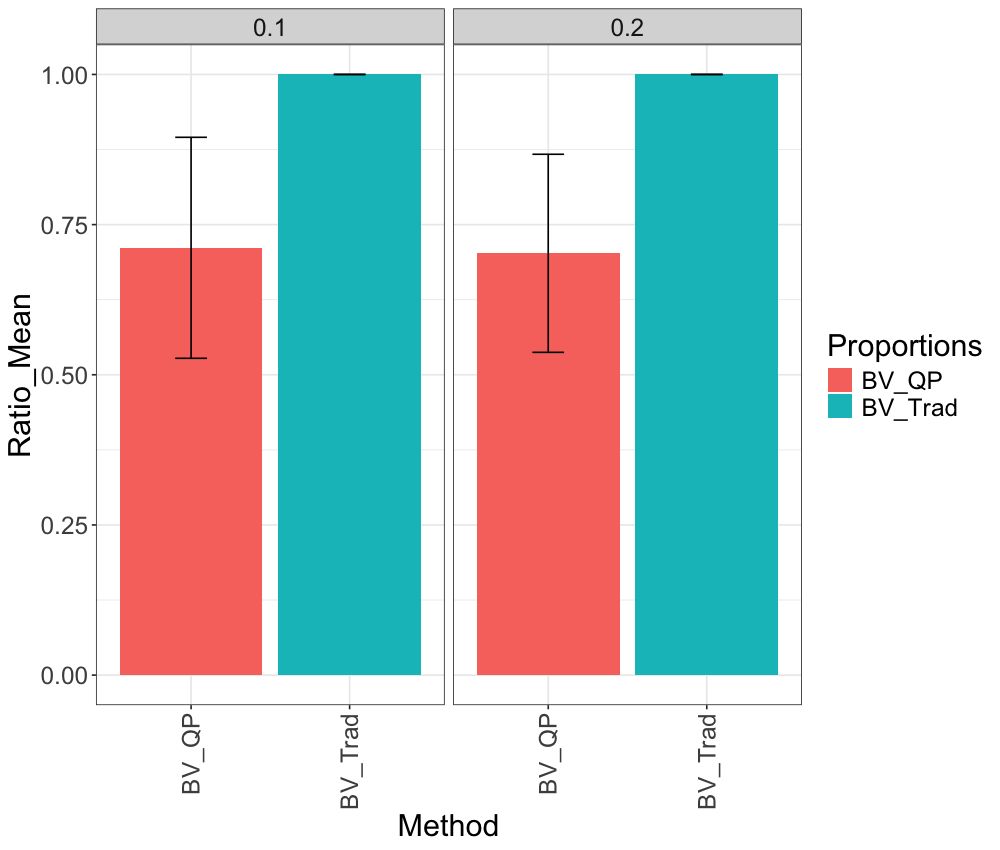 0.1
0.2
1.00
0.75
0.50
0.25
0.00
Ratio_Mean
BV_QP
BV_Trad
BV_QP
BV_Trad
Method
Proportions
BV_QP
BV_Trad